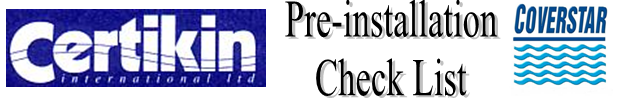 Certikin
international ltd
Pre-installation
Check List
COVERSTAR